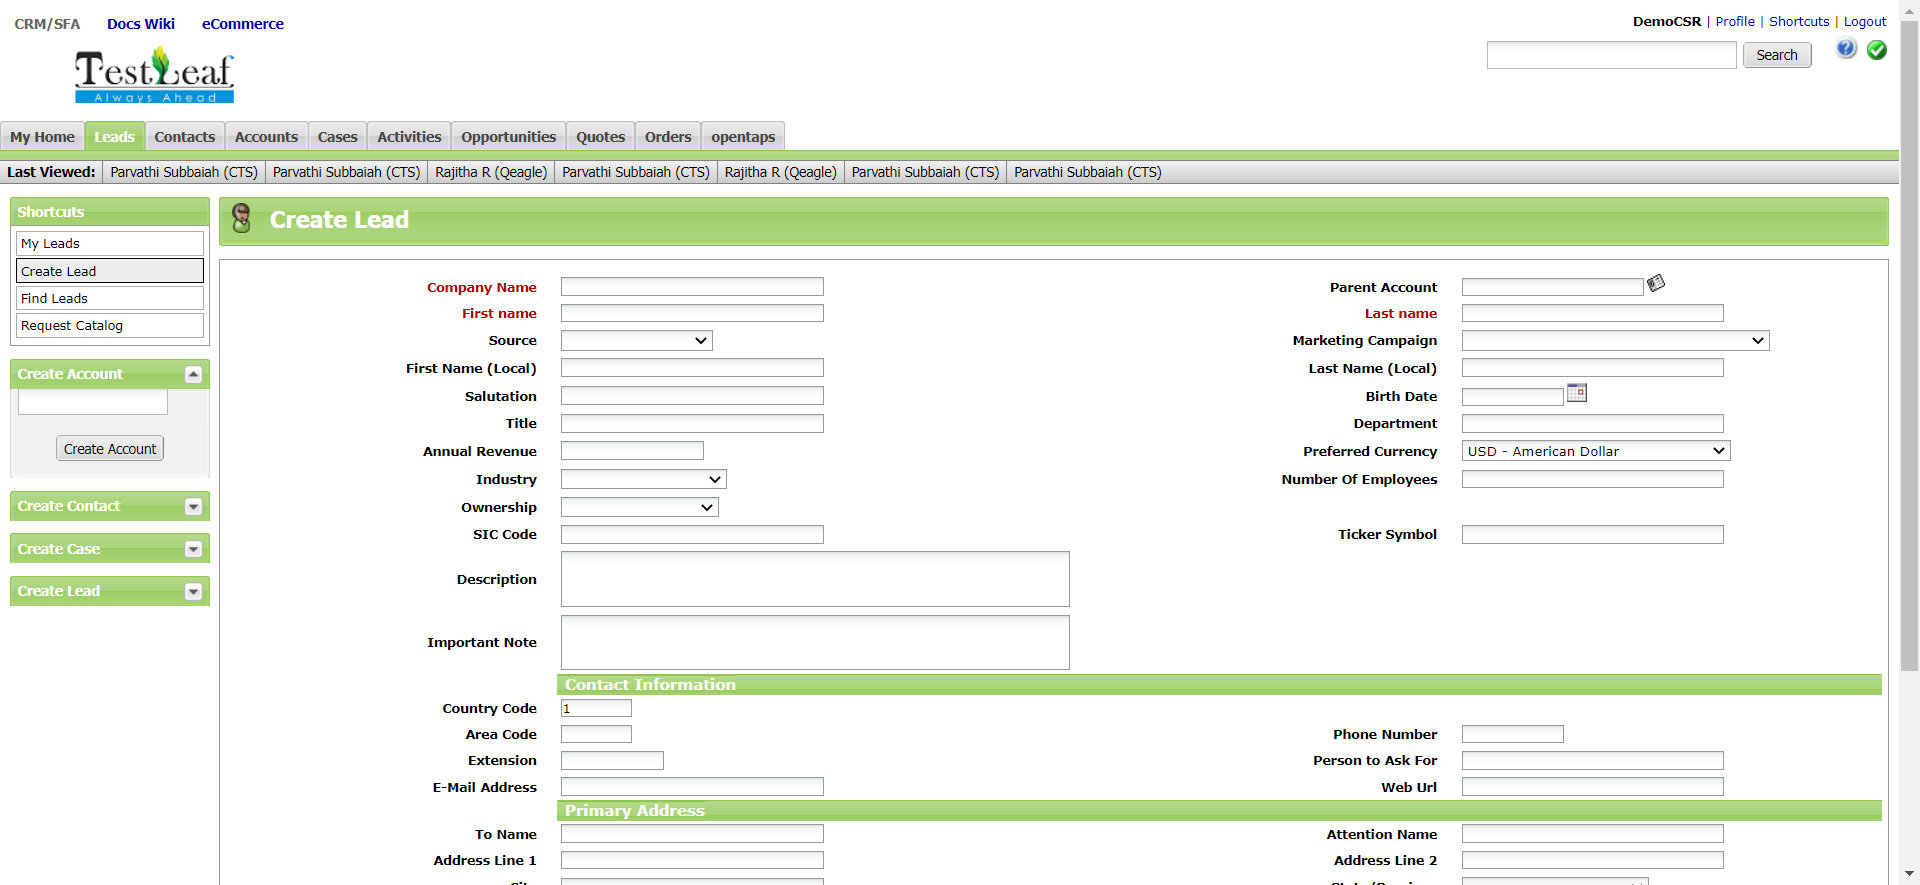 CRM/SFA Docs Wiki eCommerce
DemoCSR | Profile | Shortcuts | Logout
Search
TestLeaf
Always Ahead
My Home Leads Contacts Accounts Cases Activities Opportunities Quotes Orders opentaps
Last Viewed: Parvathi Subbaiah (CTS) Parvathi Subbaiah (CTS) Rajitha R (Qeagle) Parvathi Subbaiah (CTS) Rajitha R (Qeagle) Parvathi Subbaiah (CTS) Parvathi Subbaiah (CTS)
Shortcuts
My Leads
Create Lead
Find Leads
Request Catalog
Create Account
Create Account
Create Contact
Create Case
Create Lead
Create Lead
Company Name Parent Account
First name Last name
Source Marketing Campaign
First Name (Local) Last Name (Local)
Salutation Birth Date
Title Department
Annual Revenue Preferred Currency USD - American Dollar
Industry Number Of Employees
Ownership
SIC Code Ticker Symbol
Description
Important Note
Contact Information
Country Code 1
Area Code Phone Number
Extension Person to Ask For
E-Mail Address Web Url
Primary Address
To Name Attention Name
Address Line 1 Address Line 2